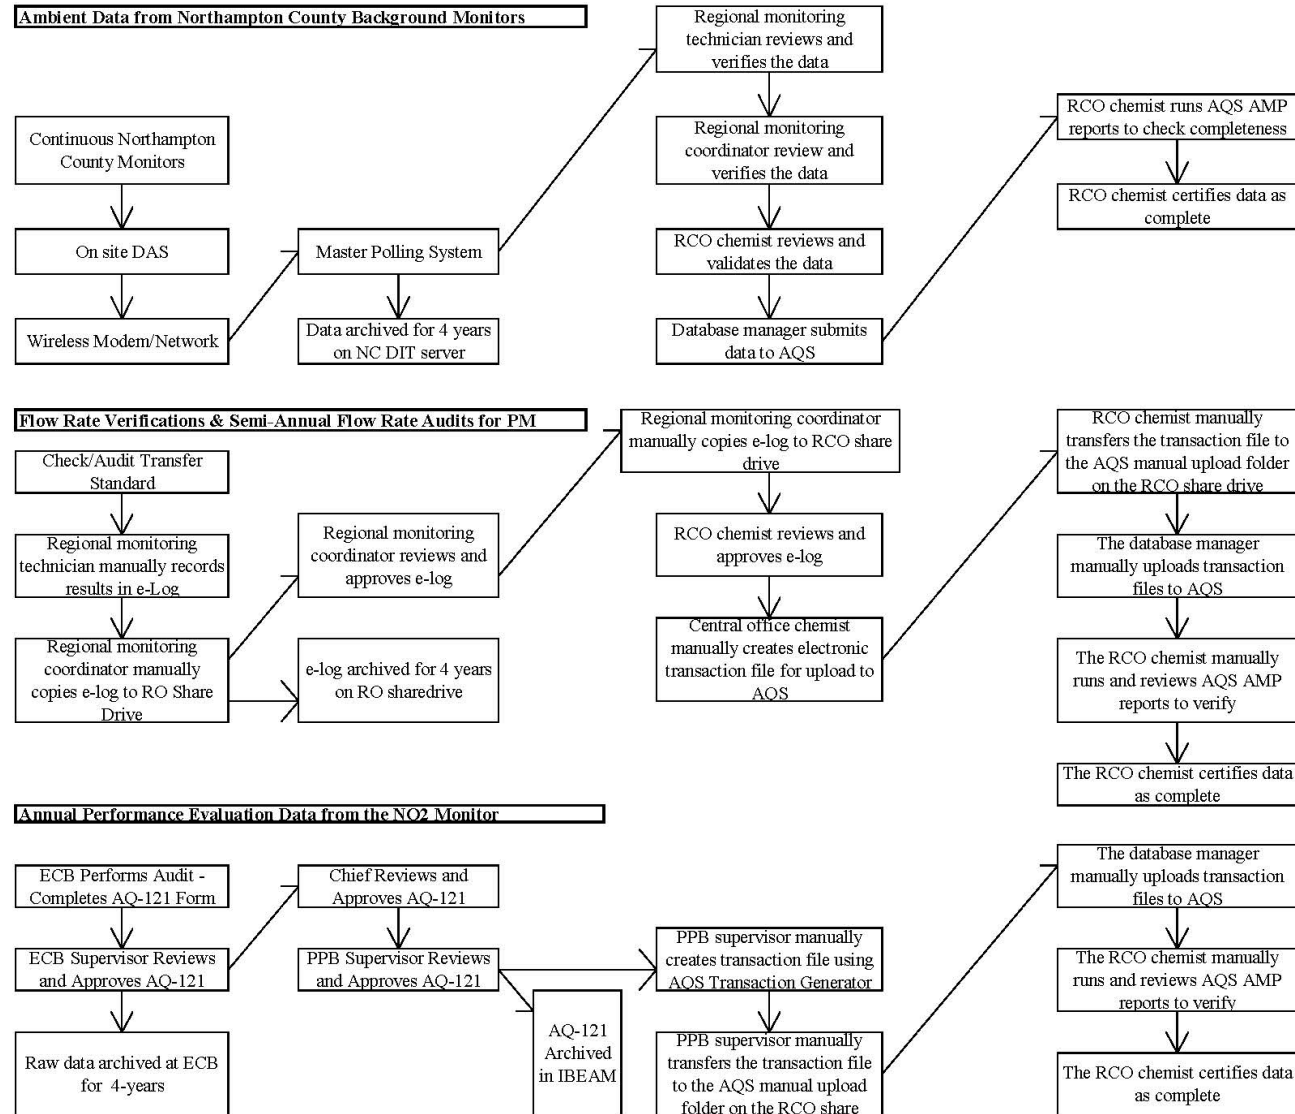 Ambient Data from Northampton County Background Monitors
Continuous Northampton
County Monitors
On site DAS
Wireless Modem/Network
Master Polling System
Data archived for 4 years
on NC DIT server
Regional monitoring
technician reviews and
verifies the data
Regional monitoring
coordinator review and
verifies the data
RCO chemist reviews and
validates the data
Database manager submits
data to AQS
RCO chemist runs AQS AMP
reports to check completeness
RCO chemist certifies data as
complete
Flow Rate Verifications & Semi-Annual Flow Rate Audits for PM
Check/Audit Transfer
Standard
Regional monitoring
technician manually records
results in e-Log
Regional monitoring
coordinator manually
copies e-log to RO Share
Drive
Regional monitoring
coordinator reviews and
approves e-log
e-log archived for 4 years
on RO sharedrive
Regional monitoring coordinator
manually copies e-log to RCO share
drive
RCO chemist reviews and
approves e-log
Central office chemist
manually creates electronic
transaction file for upload to
AQS
RCO chemist manually
transfers the transaction file to
the AQS manual upload folder
on the RCO share drive
The database manager
manually uploads transaction
files to AQS
The RCO chemist manually
runs and reviews AQS AMP
reports to verify
The RCO chemist certifies data
as complete
Annual Performance Evaluation Data from the NO2 Monitor
ECB Performs Audit -
Completes AQ-121 Form
ECB Supervisor Reviews
and Approves AQ-121
Raw data archived at ECB
for 4-years
Chief Reviews and
Approves AQ-121
PPB Supervisor Reviews
and Approves AQ-121
AQ-121
Archived
in IBEAM
PPB supervisor manually
creates transaction file using
AQS Transaction Generator
PPB supervisor manually
transfers the transaction file
to the AQS manual upload
folder on the RCO share
The database manager
manually uploads transaction
files to AQS
The RCO chemist manually
runs and reviews AQS AMP
reports to verify
The RCO chemist certifies data
as complete